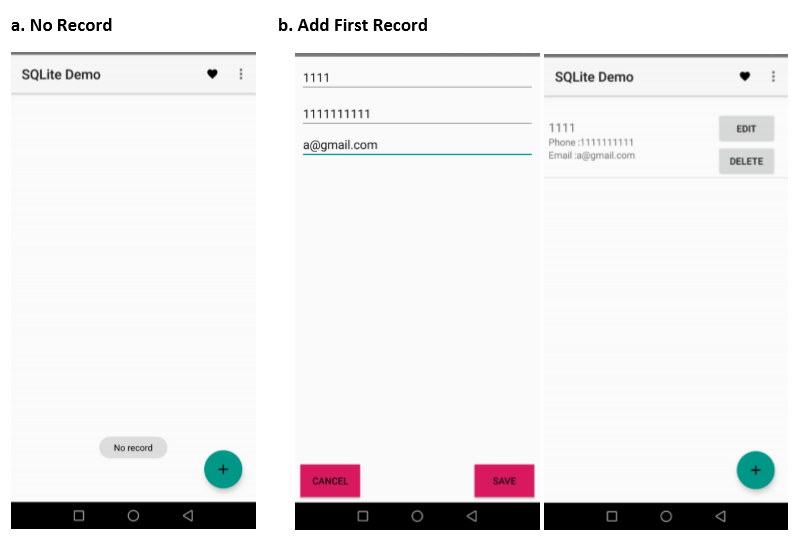 a. No Record
b. Add First Record
SQLite Demo
No record
+
1111
1111111111
a@gmail.com
CANCEL
SAVE
SQLite Demo
1111
Phone :1111111111
Email :a@gmail.com
EDIT
DELETE
+